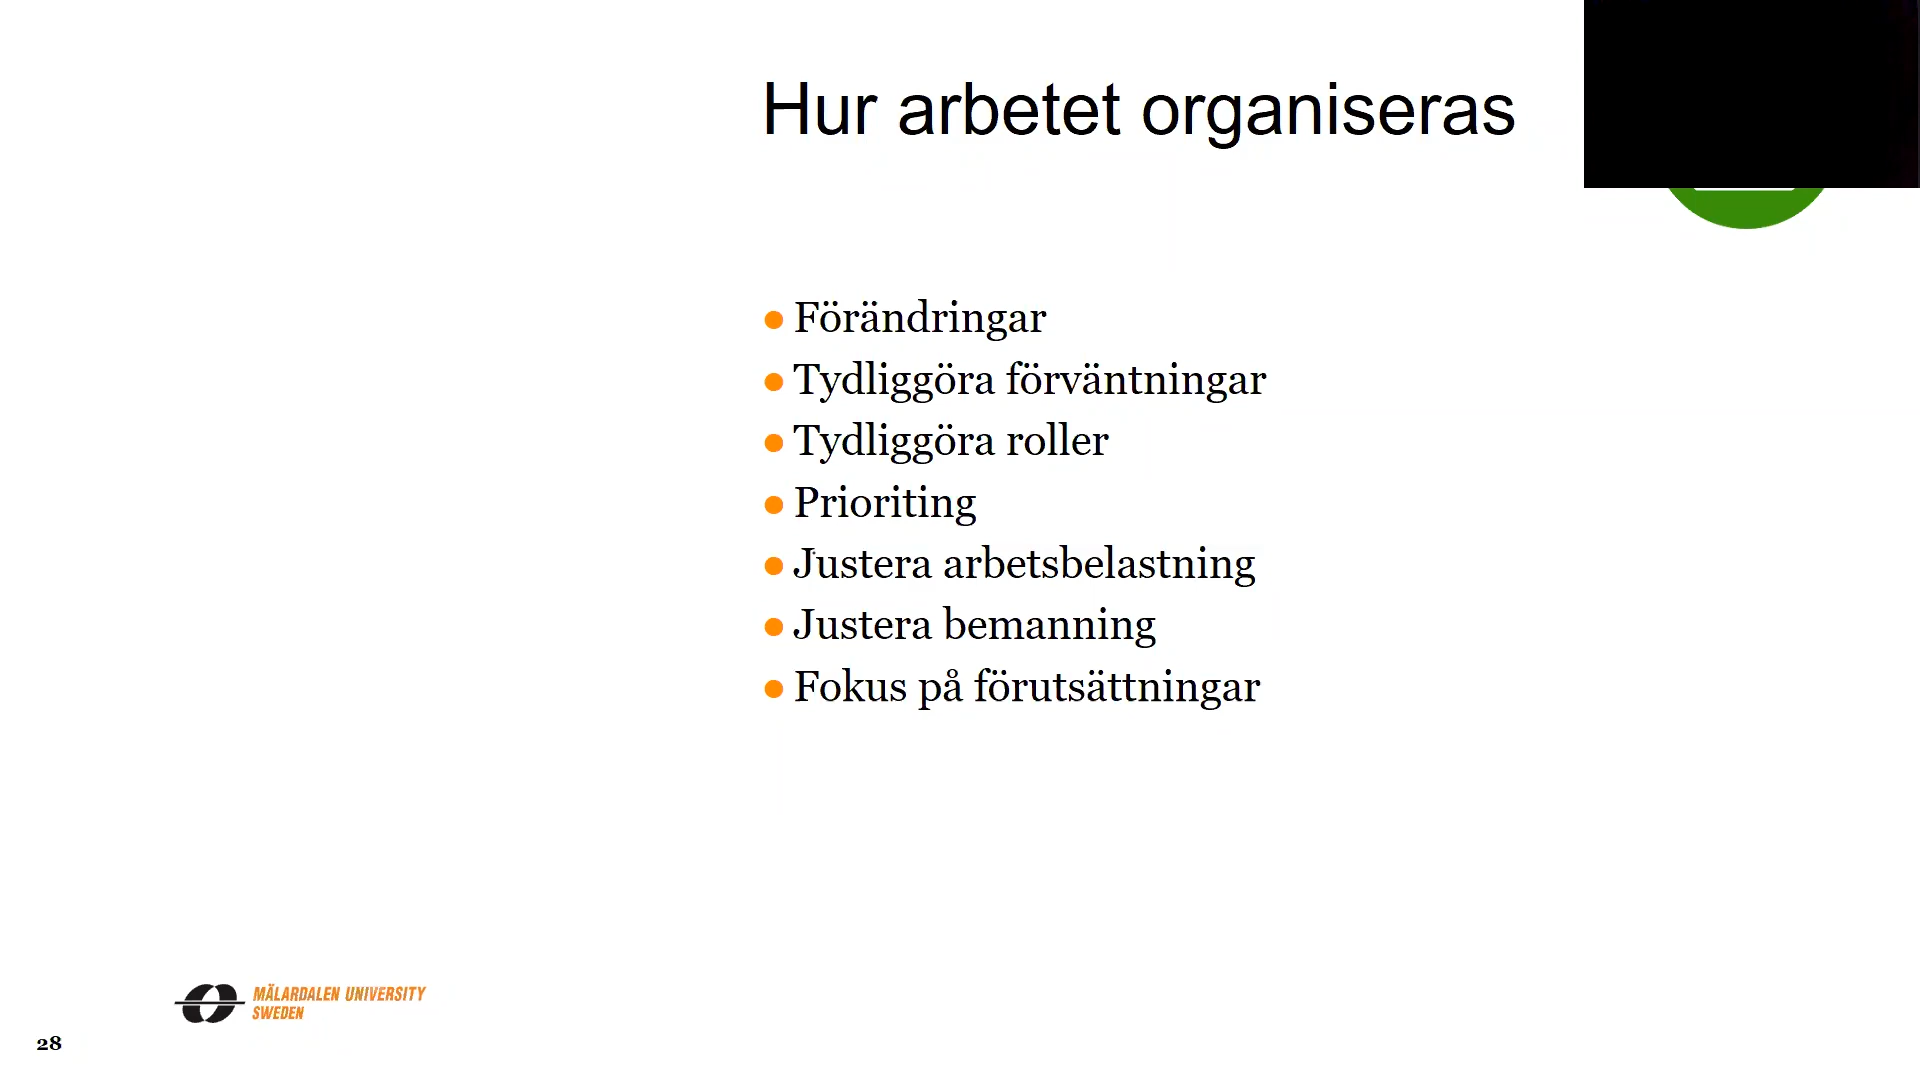 Hur arbetet organiseras
Förändringar
Tydliggöra förväntningar
Tydliggöra roller
Prioriting
Justera arbetsbelastning
Justera bemanning
Fokus på förutsättningar
MÄLARDALEN UNIVERSITY
SWEDEN
28